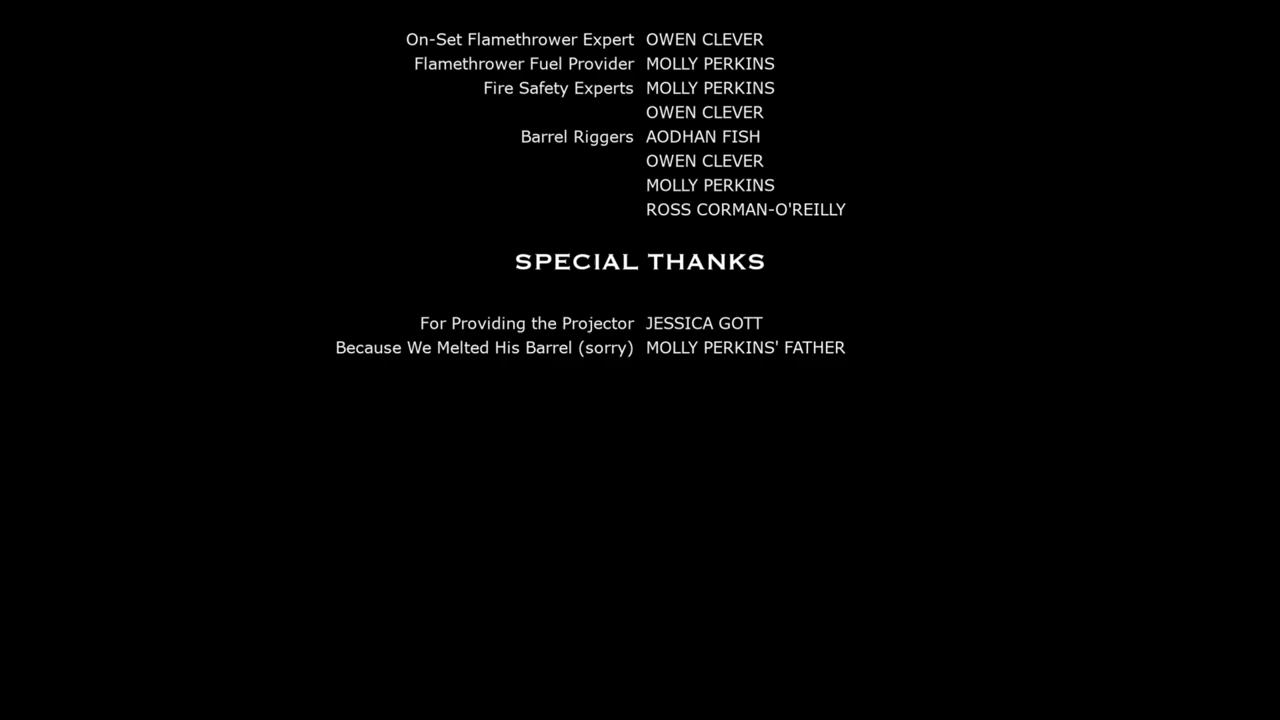 On-Set Flamethrower Expert OWEN CLEVER
Flamethrower Fuel Provider MOLLY PERKINS
Fire Safety Experts MOLLY PERKINS
OWEN CLEVER
Barrel Riggers AODHAN FISH
OWEN CLEVER
MOLLY PERKINS
ROSS CORMAN-O'REILLY
SPECIAL THANKS
For Providing the Projector JESSICA GOTT
Because We Melted His Barrel (sorry) MOLLY PERKINS' FATHER